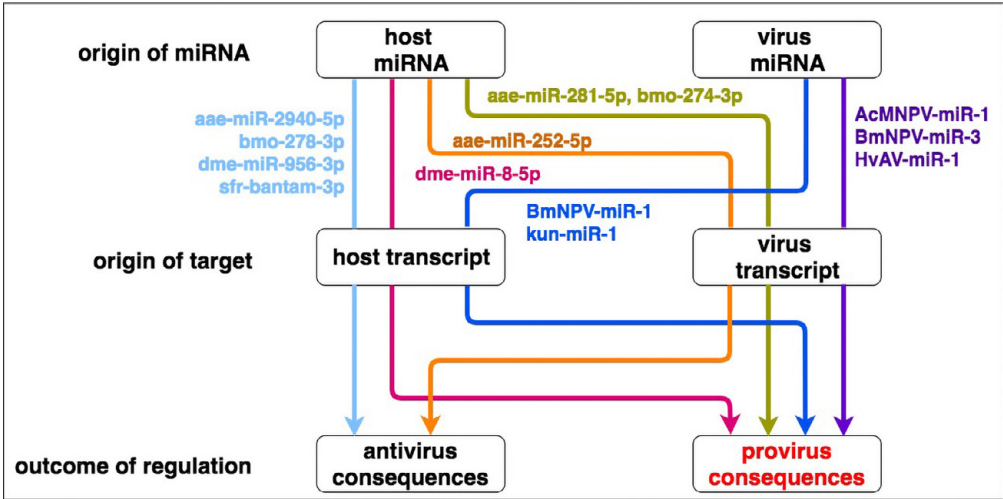 origin of miRNA
host
miRNA
virus
miRNA
aae-miR-2940-5p
bmo-278-3p
dme-miR-956-3p
sfr-bantam-3p
aae-miR-281-5p, bmo-274-3p
aae-miR-252-5p
dme-miR-8-5p
AcMNPV-miR-1
BmNPV-miR-3
HvAV-miR-1
BmNPV-miR-1
kun-miR-1
origin of target
host transcript
virus
transcript
outcome of regulation
antivirus
consequences
provirus
consequences